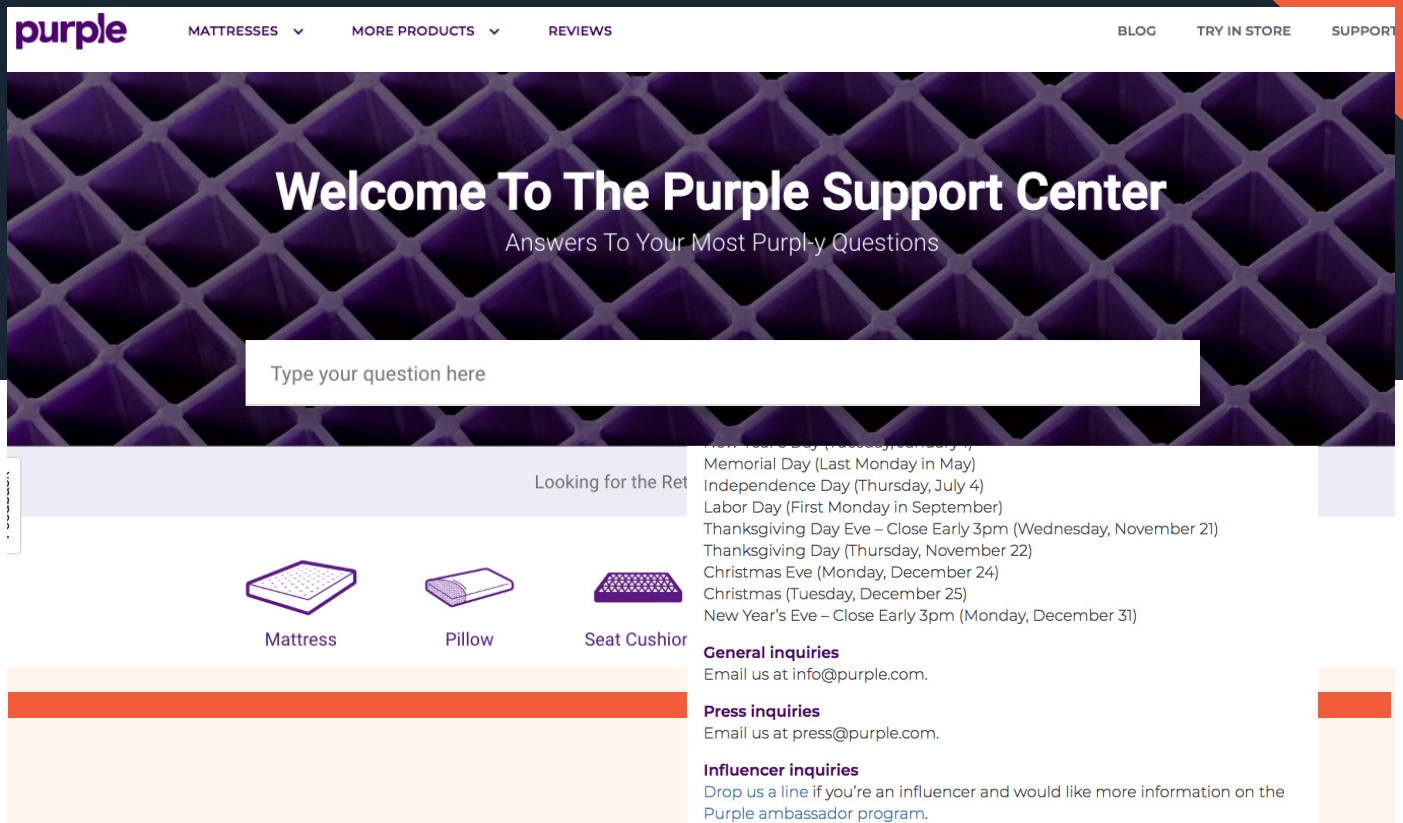 purple
MATTRESSES
MORE PRODUCTS
REVIEWS
BLOG
TRY IN STORE
SUPPORT
Welcome To The Purple Support Center
Answers To Your Most Purpl-y Questions
Type your question here
Looking for the Ret
Mattress
Pillow
Seat Cushion
New Year's Day (Tuesday, January 1)
Memorial Day (Last Monday in May)
Independence Day (Thursday, July 4)
Labor Day (First Monday in September)
Thanksgiving Day Eve – Close Early 3pm (Wednesday, November 21)
Thanksgiving Day (Thursday, November 22)
Christmas Eve (Monday, December 24)
Christmas (Tuesday, December 25)
New Year’s Eve – Close Early 3pm (Monday, December 31)
General inquiries
Email us at info@purple.com.
Press inquiries
Email us at press@purple.com.
Influencer inquiries
Drop us a line if you’re an influencer and would like more information on the
Purple ambassador program.